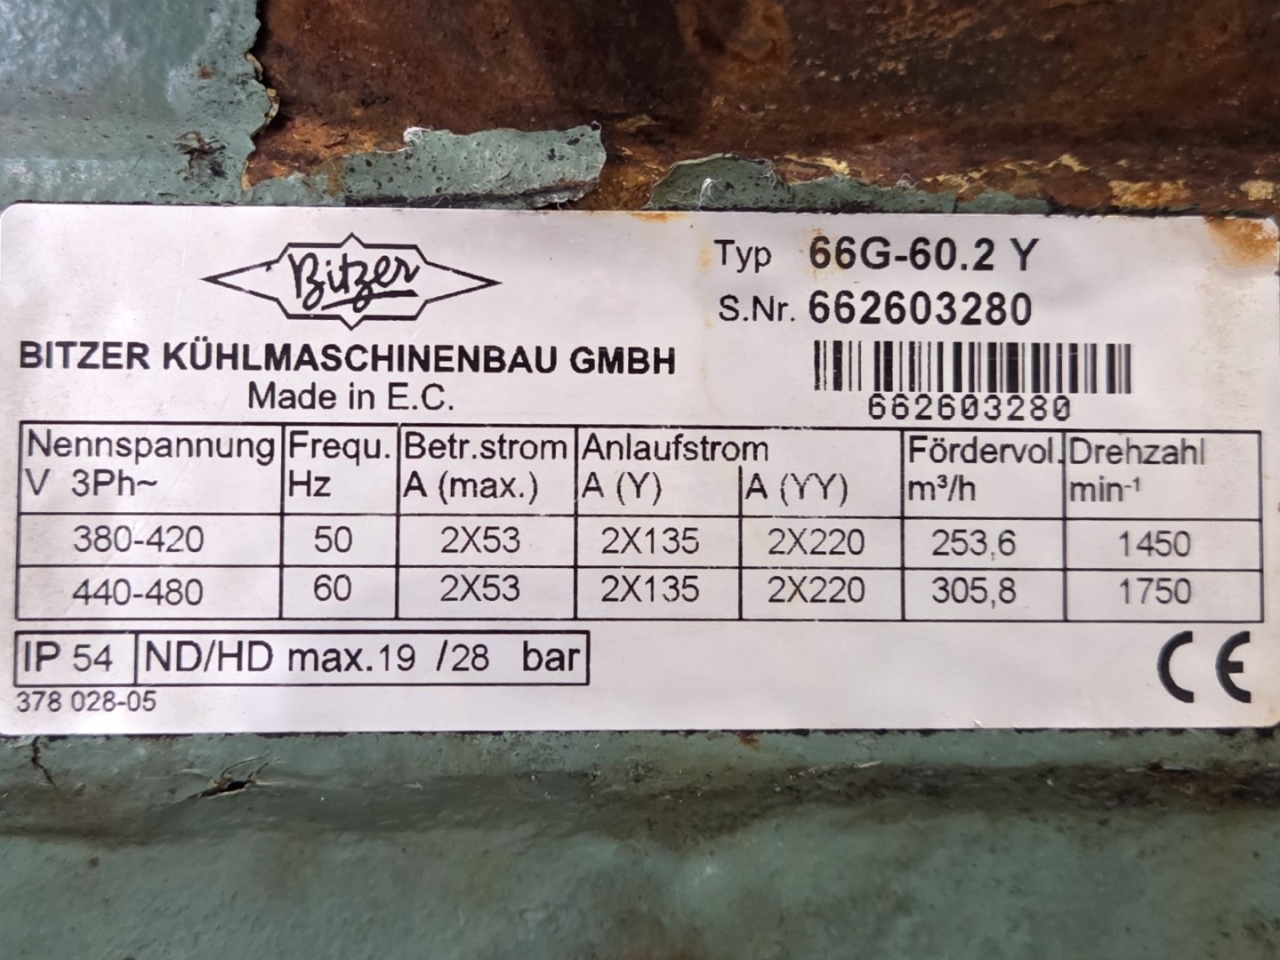 Bitzer
BITZER KÜHLMASCHINENBAU GMBH
Made in E.C.
Typ 66G-60.2 Y
S.Nr. 662603280
662603280
Nennspannung Frequ. Betr.strom Anlaufstrom Fördervol. Drehzahl
V 3Ph~ Hz A (max.) A (Y) A (YY) m³/h min⁻¹
380-420 50 2X53 2X135 2X220 253,6 1450
440-480 60 2X53 2X135 2X220 305,8 1750
IP 54 ND/HD max.19 /28 bar
CE
378 028-05